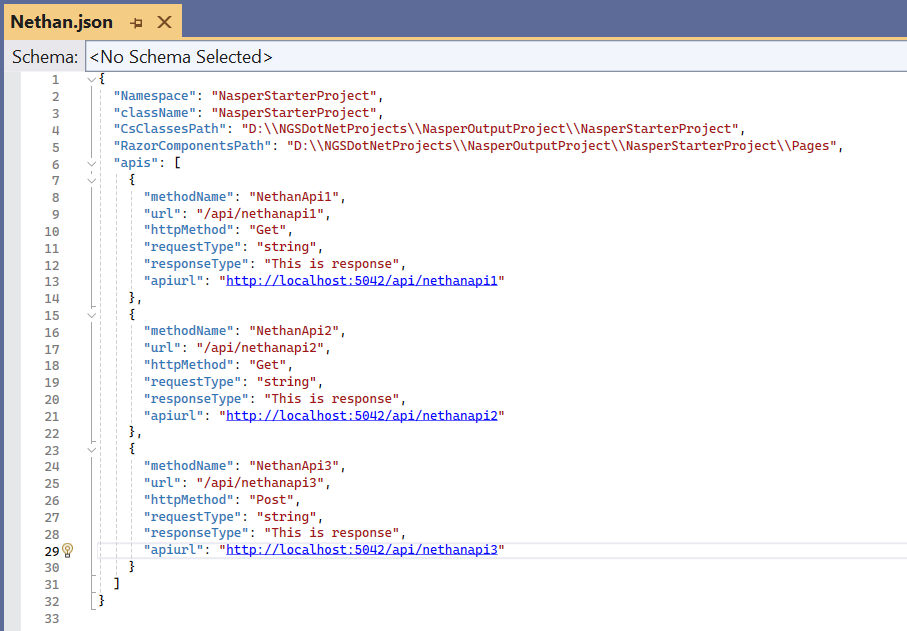 Nethan.json
Schema: <No Schema Selected>
1 {
2 "Namespace": "NasperStarterProject",
3 "className": "NasperStarterProject",
4 "CsClassesPath": "D:\\NGSDotNetProjects\\NasperOutputProject\\NasperStarterProject",
5 "RazorComponentsPath": "D:\\NGSDotNetProjects\\NasperOutputProject\\NasperStarterProject\\Pages",
6 "apis": [
7 {
8 "methodName": "NethanApi1",
9 "url": "/api/nethanapi1",
10 "httpMethod": "Get",
11 "requestType": "string",
12 "responseType": "This is response",
13 "apiurl": "http://localhost:5042/api/nethanapi1"
14 },
15 {
16 "methodName": "NethanApi2",
17 "url": "/api/nethanapi2",
18 "httpMethod": "Get",
19 "requestType": "string",
20 "responseType": "This is response",
21 "apiurl": "http://localhost:5042/api/nethanapi2"
22 },
23 {
24 "methodName": "NethanApi3",
25 "url": "/api/nethanapi3",
26 "httpMethod": "Post",
27 "requestType": "string",
28 "responseType": "This is response",
29 "apiurl": "http://localhost:5042/api/nethanapi3"
30 }
31 ]
32 }
33